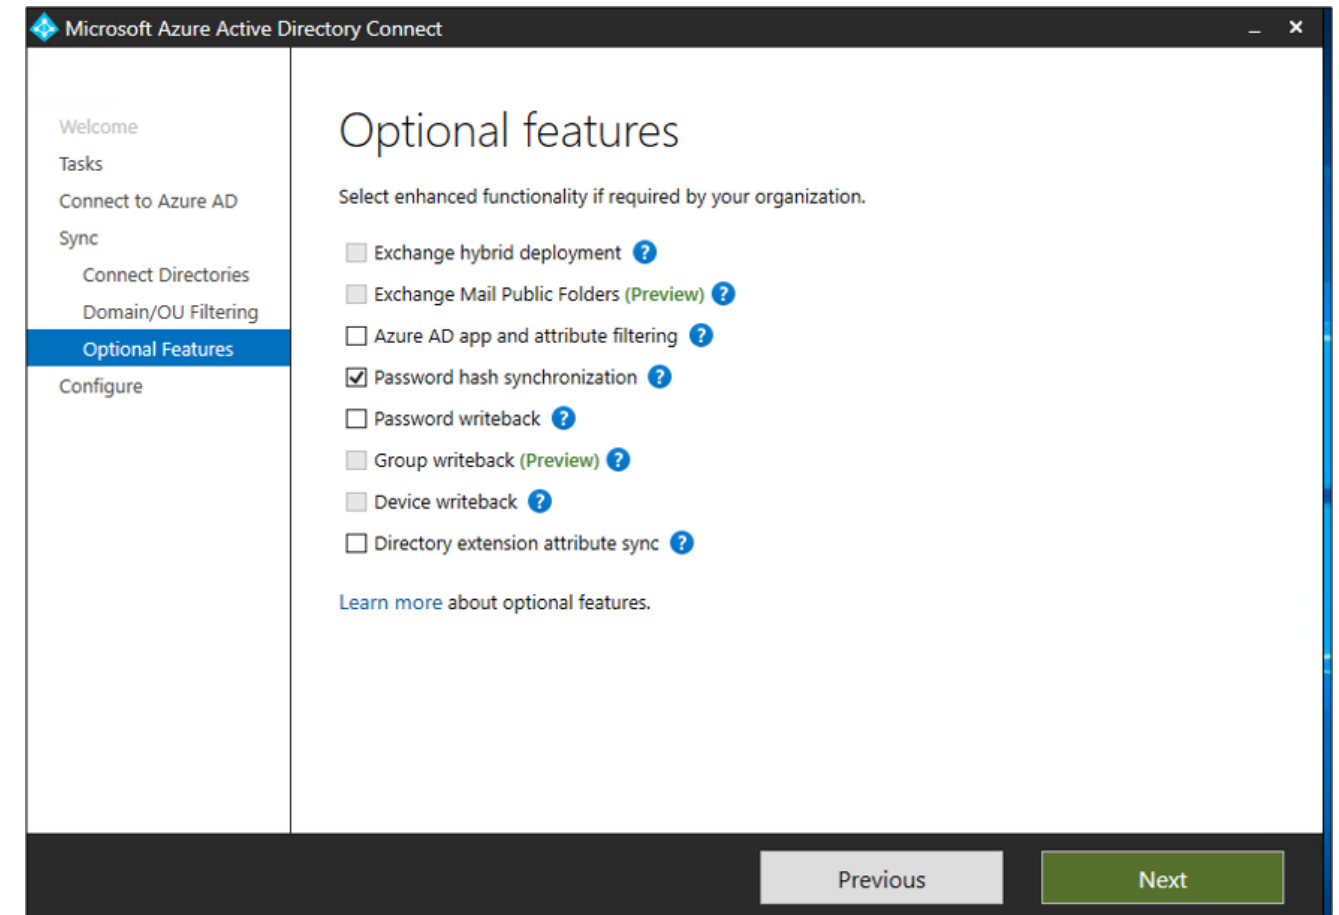 Microsoft Azure Active Directory Connect
Welcome
Tasks
Connect to Azure AD
Sync
Connect Directories
Domain/OU Filtering
Optional Features
Configure
Optional features
Select enhanced functionality if required by your organization.
Exchange hybrid deployment ?
Exchange Mail Public Folders (Preview) ?
Azure AD app and attribute filtering ?
Password hash synchronization ?
Password writeback ?
Group writeback (Preview) ?
Device writeback ?
Directory extension attribute sync ?
Learn more about optional features.
Previous
Next